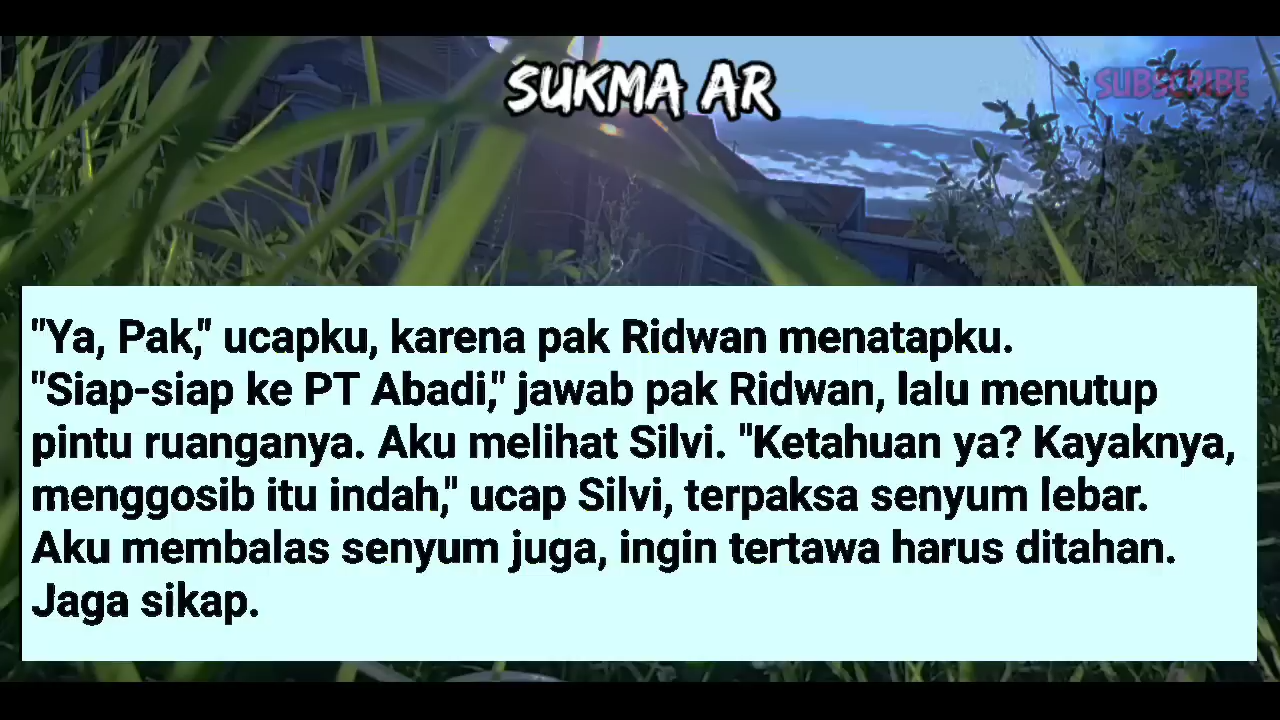 SUKMA AR
SUBSCRIBE
"Ya, Pak," ucapku, karena pak Ridwan menatapku.
"Siap-siap ke PT Abadi," jawab pak Ridwan, lalu menutup
pintu ruanganya. Aku melihat Silvi. "Ketahuan ya? Kayaknya,
menggosib itu indah," ucap Silvi, terpaksa senyum lebar.
Aku membalas senyum juga, ingin tertawa harus ditahan.
Jaga sikap.